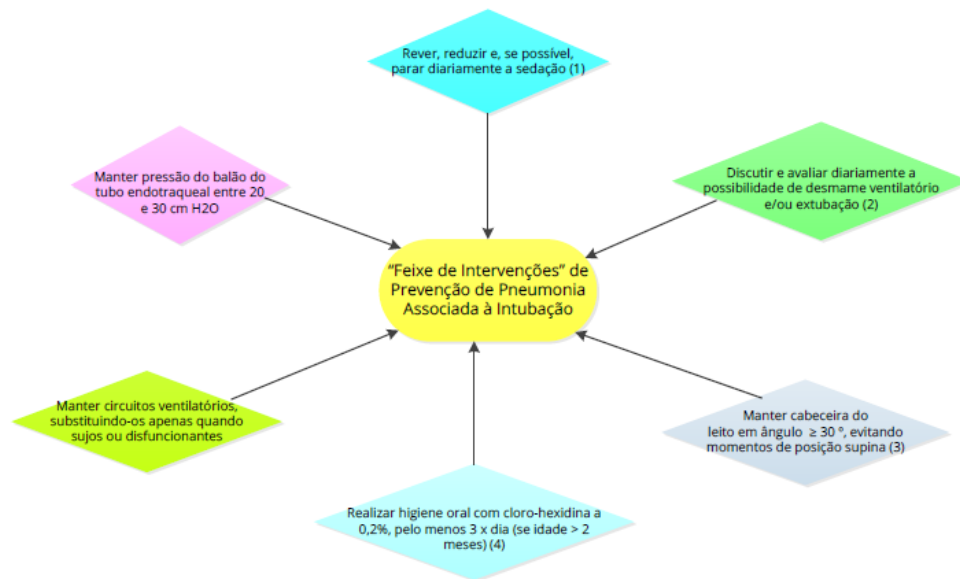 Rever, reduzir e, se possível,
parar diariamente a sedação (1)
Manter pressão do balão do
tubo endotraqueal entre 20
e 30 cm H2O
Discutir e avaliar diariamente a
possibilidade de desmame ventilatório
e/ou extubação (2)
“Feixe de Intervenções” de
Prevenção de Pneumonia
Associada à Intubação
Manter circuitos ventilatórios,
substituindo-os apenas quando
sujos ou disfuncionantes
Manter cabeceira do
leito em ângulo ≥ 30 º, evitando
momentos de posição supina (3)
Realizar higiene oral com cloro-hexidina a
0,2%, pelo menos 3 x dia (se idade > 2
meses) (4)